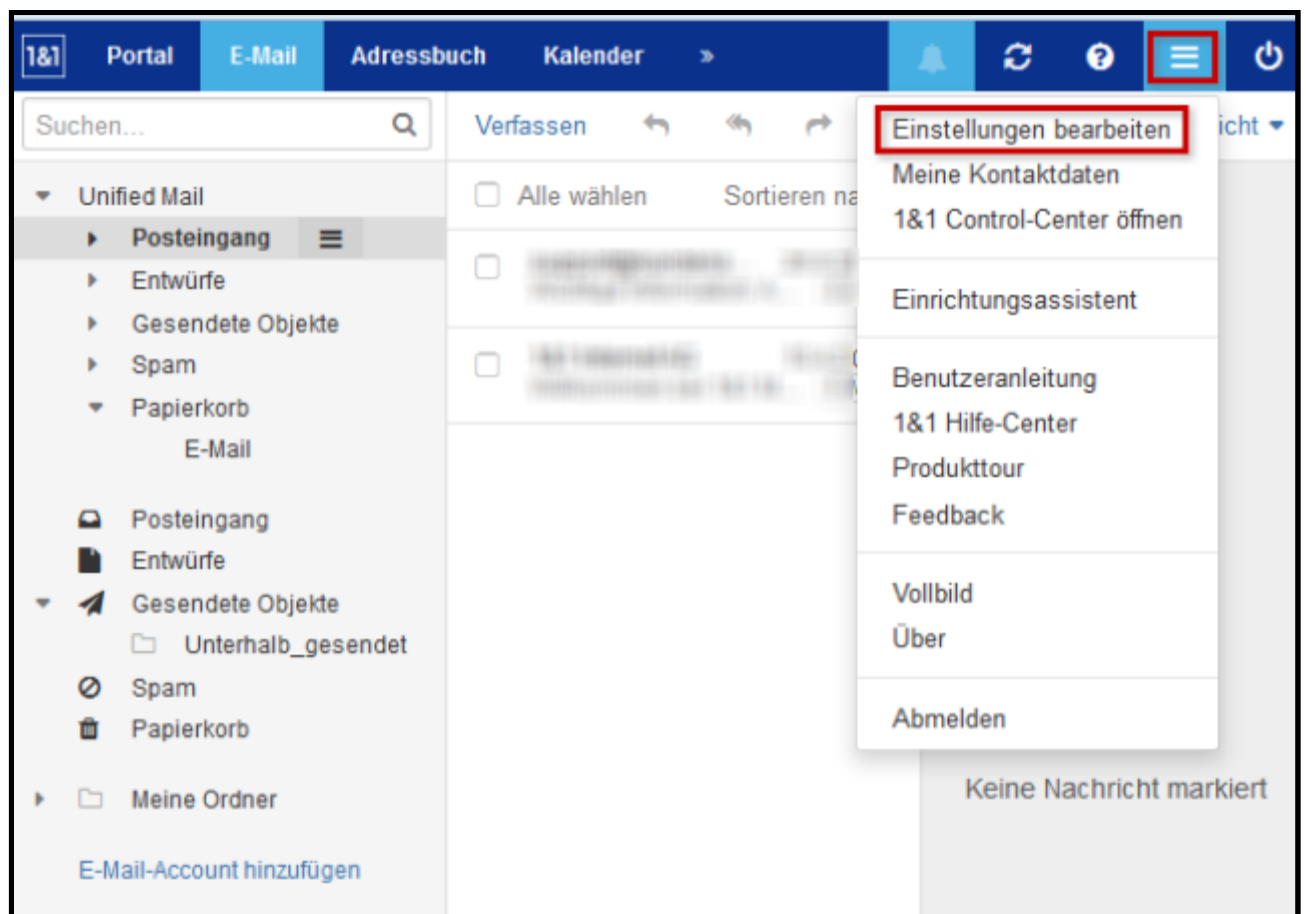 1&1 Portal E-Mail Adressbuch Kalender »
Suchen...
Verfassen
icht
Unified Mail
Posteingang
Entwürfe
Gesendete Objekte
Spam
Papierkorb
E-Mail
Posteingang
Entwürfe
Gesendete Objekte
Unterhalb_gesendet
Spam
Papierkorb
Meine Ordner
E-Mail-Account hinzufügen
Alle wählen Sortieren na
Einstellungen bearbeiten
Meine Kontaktdaten
1&1 Control-Center öffnen
Einrichtungsassistent
Benutzeranleitung
1&1 Hilfe-Center
Produkttour
Feedback
Vollbild
Über
Abmelden
Keine Nachricht markiert